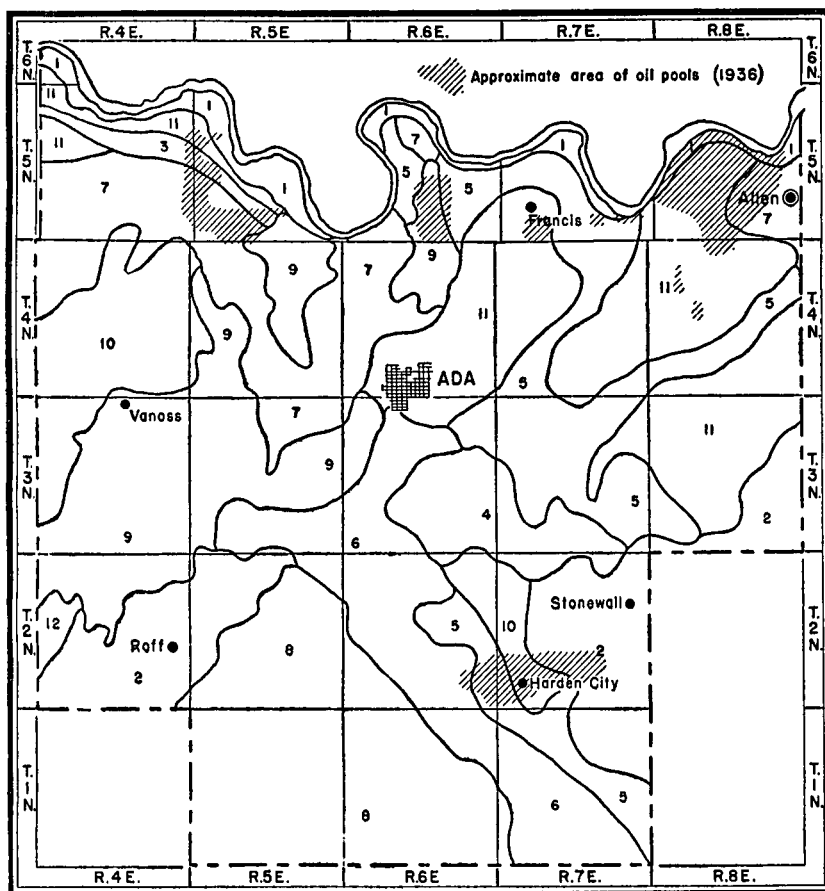 R.4E. R.5E R.6E. R.7E. R.8E.
T.6N. T.6N.
Approximate area of oil pools (1936)
1
11 1 1
11 7 1 1 1
3
11 5 5
T.5N. T.5N.
7 Francis Allen
7
9 9
7
T.4N. 11 T.4N.
11
9 5
10
ADA
5
Vanoss 7
11
T.3N. 9 T.3N.
5
4 2
9 6
Stonewall
12 5 10
T.2N. Roff 8 2 T.2N.
2
Harden City
T.1N. 5 T.1N.
6
8
R.4E. R.5E. R.6E. R.7E. R.8E.